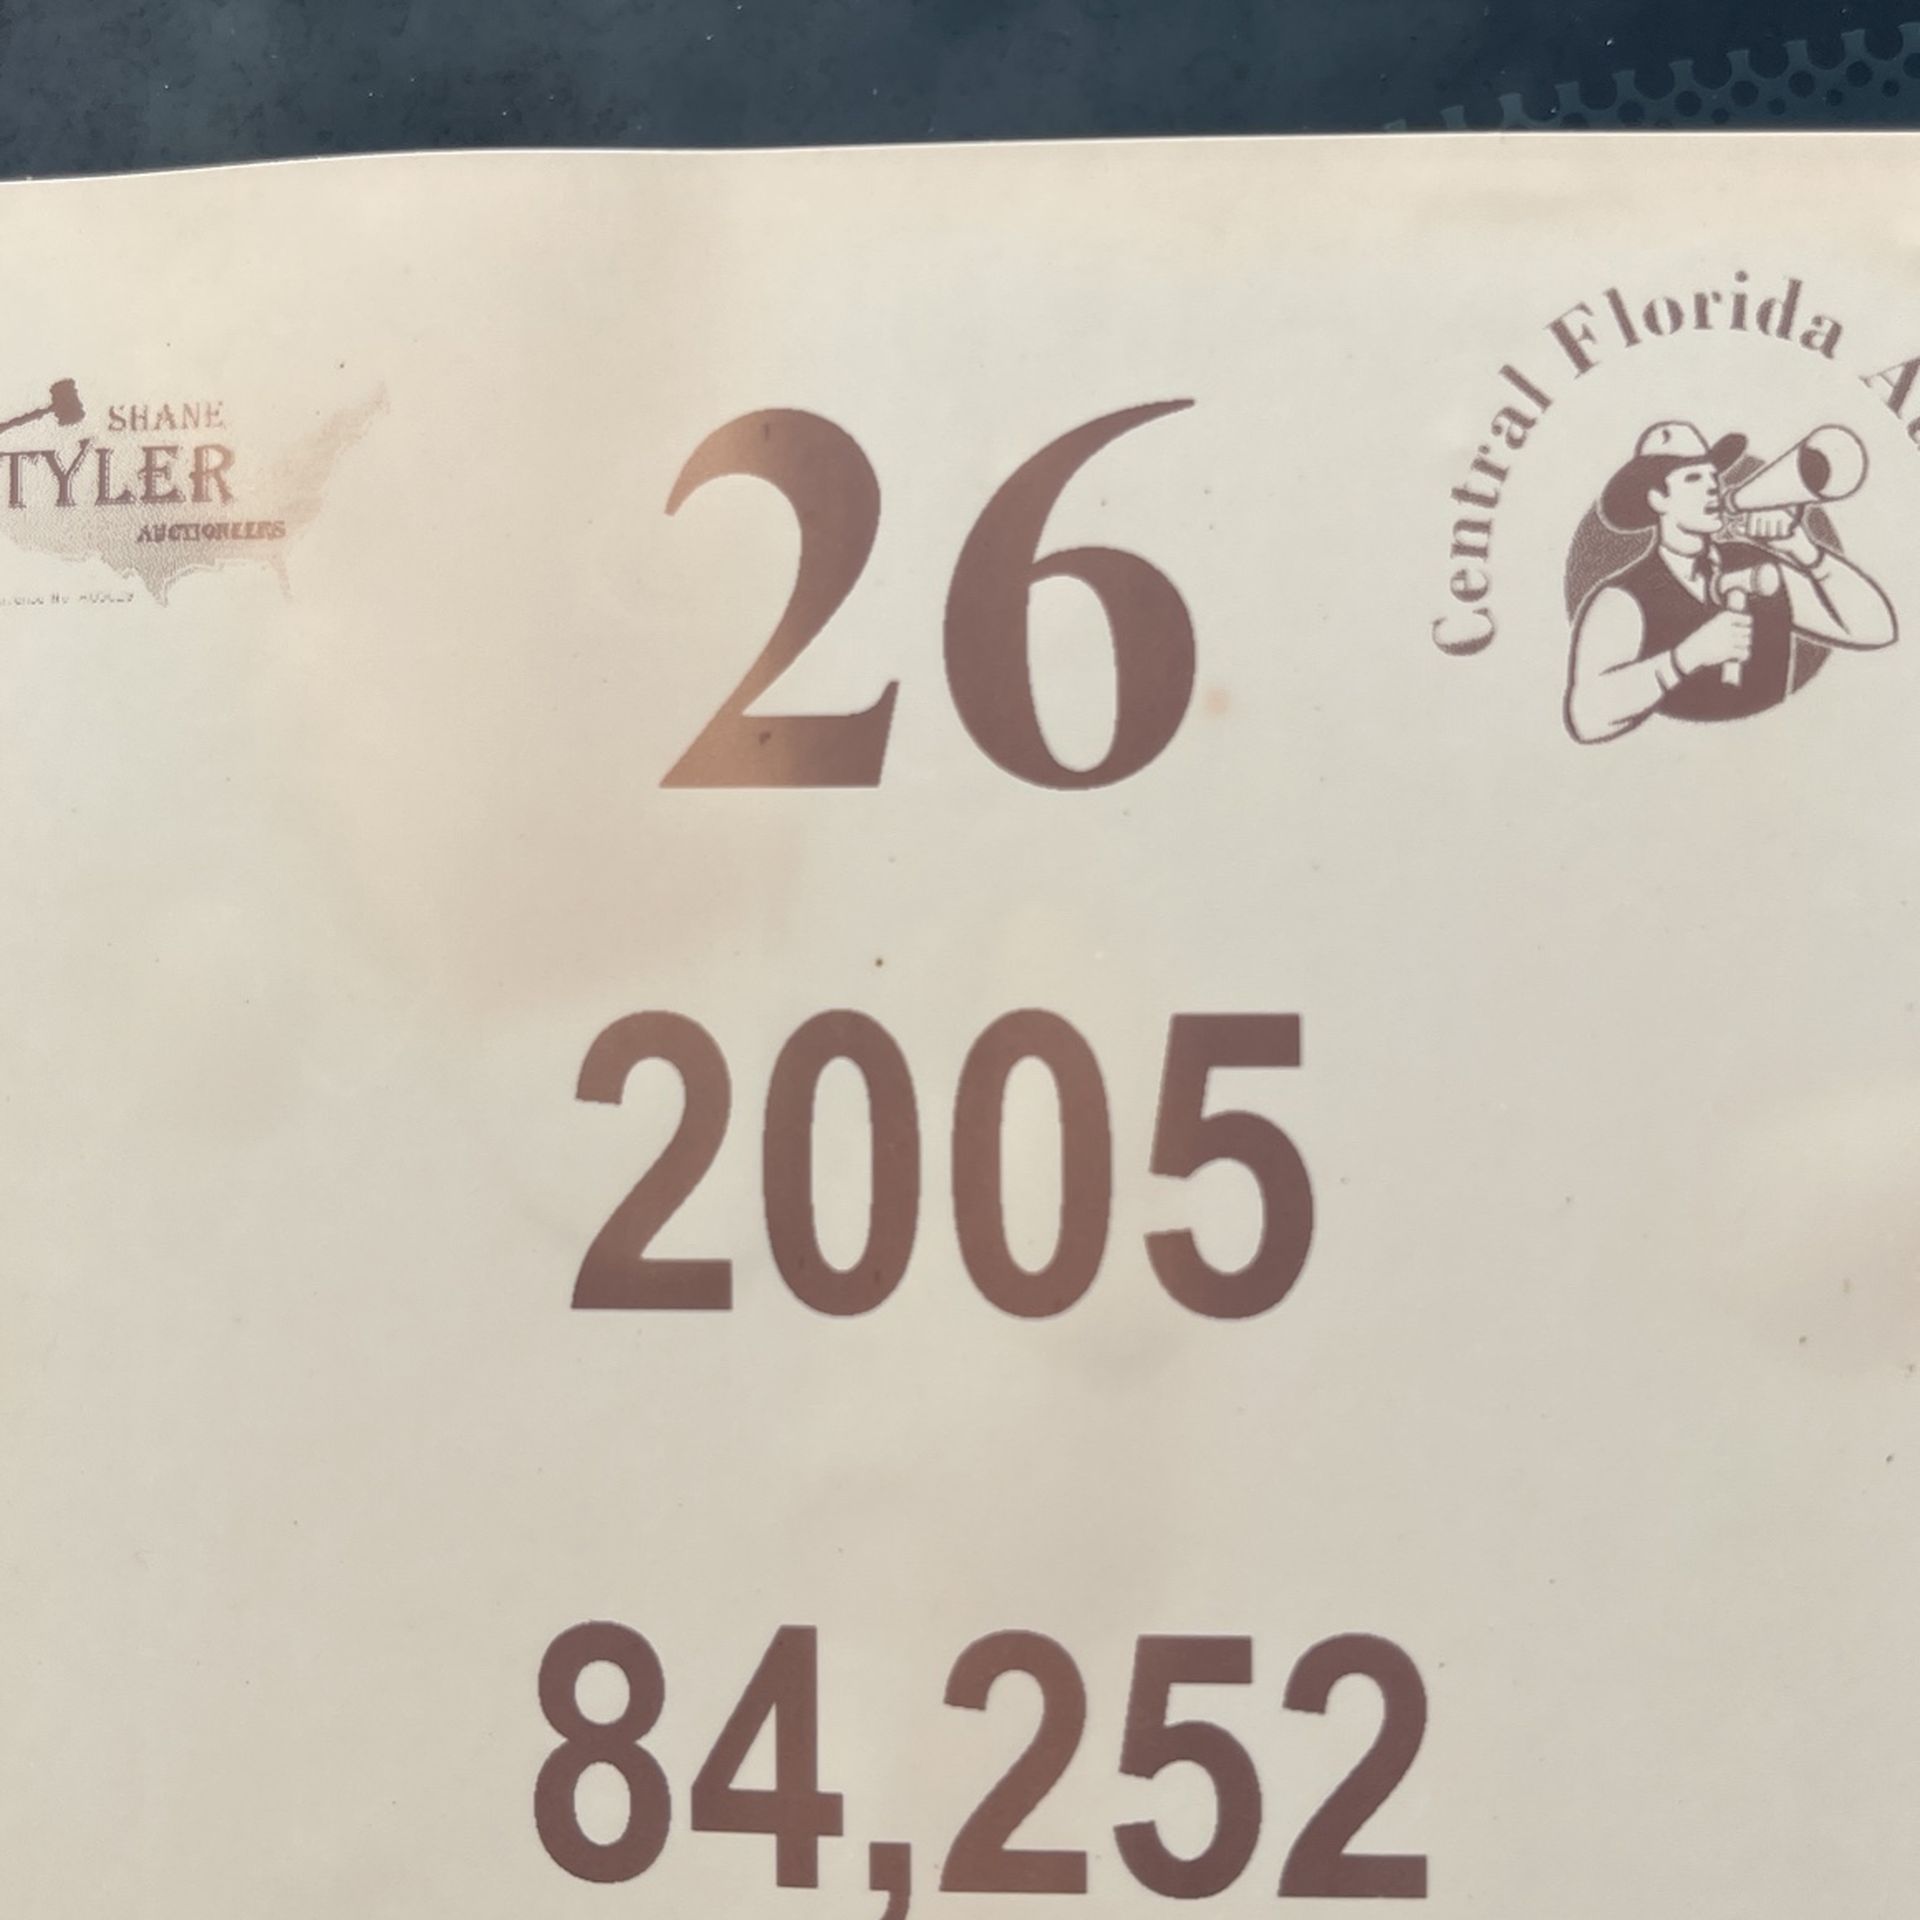 SHANE
TYLER
AUCTIONEERS
Central Florida
26
2005
84,252